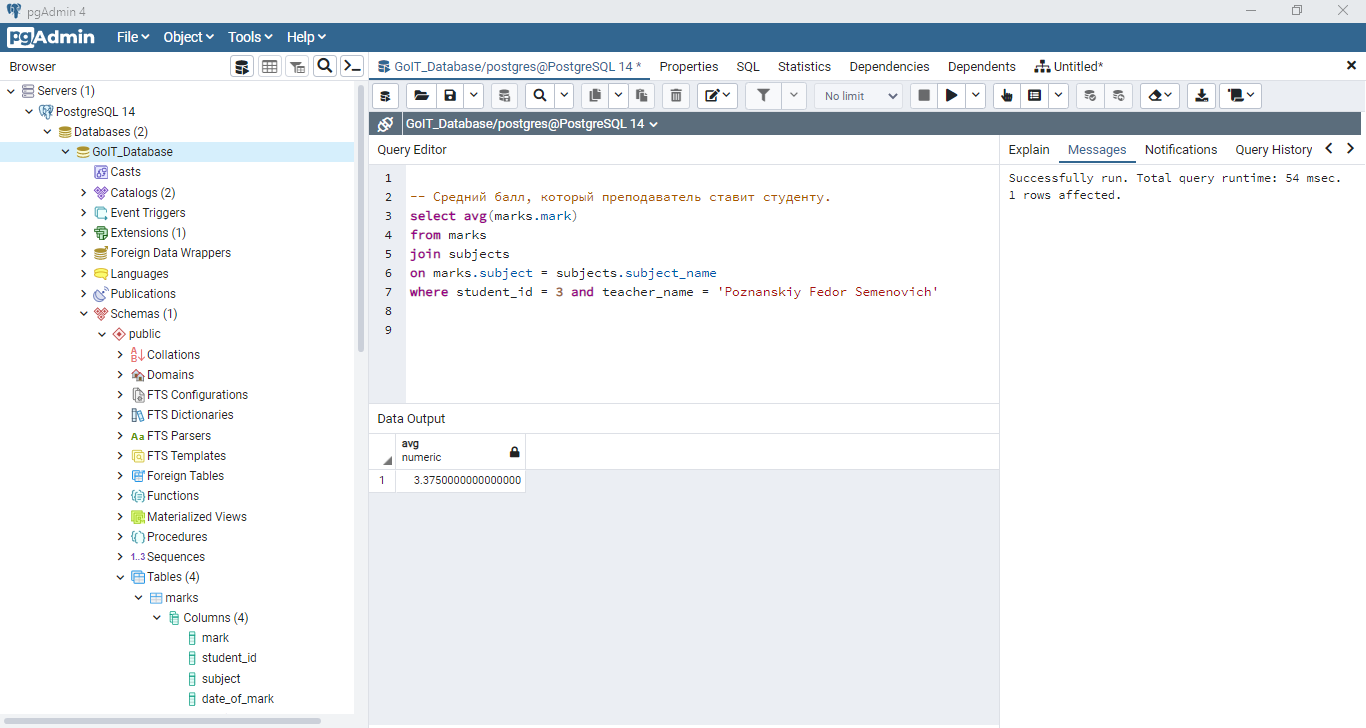 pgAdmin 4
pgAdmin File Object Tools Help
Browser
Servers (1)
PostgreSQL 14
Databases (2)
GoIT_Database
Casts
Catalogs (2)
Event Triggers
Extensions (1)
Foreign Data Wrappers
Languages
Publications
Schemas (1)
public
Collations
Domains
FTS Configurations
FTS Dictionaries
Aa FTS Parsers
FTS Templates
Foreign Tables
Functions
Materialized Views
Procedures
1..3 Sequences
Tables (4)
marks
Columns (4)
mark
student_id
subject
date_of_mark
GoIT_Database/postgres@PostgreSQL 14 * Properties SQL Statistics Dependencies Dependents Untitled*
No limit
GoIT_Database/postgres@PostgreSQL 14
Query Editor
1
2 -- Средний балл, который преподаватель ставит студенту.
3 select avg(marks.mark)
4 from marks
5 join subjects
6 on marks.subject = subjects.subject_name
7 where student_id = 3 and teacher_name = 'Poznanskiy Fedor Semenovich'
8
9
Data Output
avg
numeric
1 3.3750000000000000
Explain Messages Notifications Query History
Successfully run. Total query runtime: 54 msec.
1 rows affected.